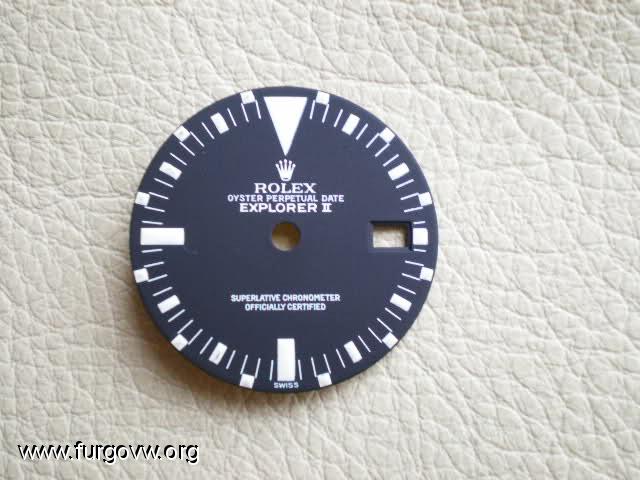 ROLEX
OYSTER PERPETUAL DATE
EXPLORER II
SUPERLATIVE CHRONOMETER
OFFICIALLY CERTIFIED
SWISS
www.furgovw.org